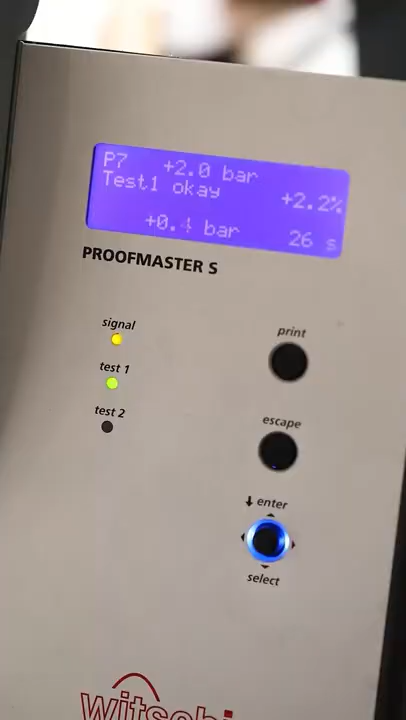 P7 +2.0 bar
Test1 okay +2.2%
+0.4 bar 26 s
PROOFMASTER S
signal
print
test 1
test 2
escape
enter
select
witschi